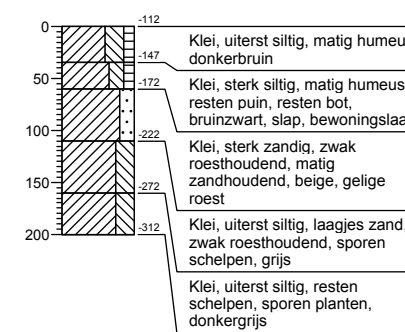 0
50
100
150
200
-112
-147
-172
-222
-272
-312
Klei, uiterst siltig, matig humeu
donkerbruin
Klei, sterk siltig, matig humeus
resten puin, resten bot,
bruinzwart, slap, bewoningslaa
Klei, sterk zandig, zwak
roesthoudend, matig
zandhoudend, beige, gelige
roest
Klei, uiterst siltig, laagjes zand,
zwak roesthoudend, sporen
schelpen, grijs
Klei, uiterst siltig, resten
schelpen, sporen planten,
donkergrijs